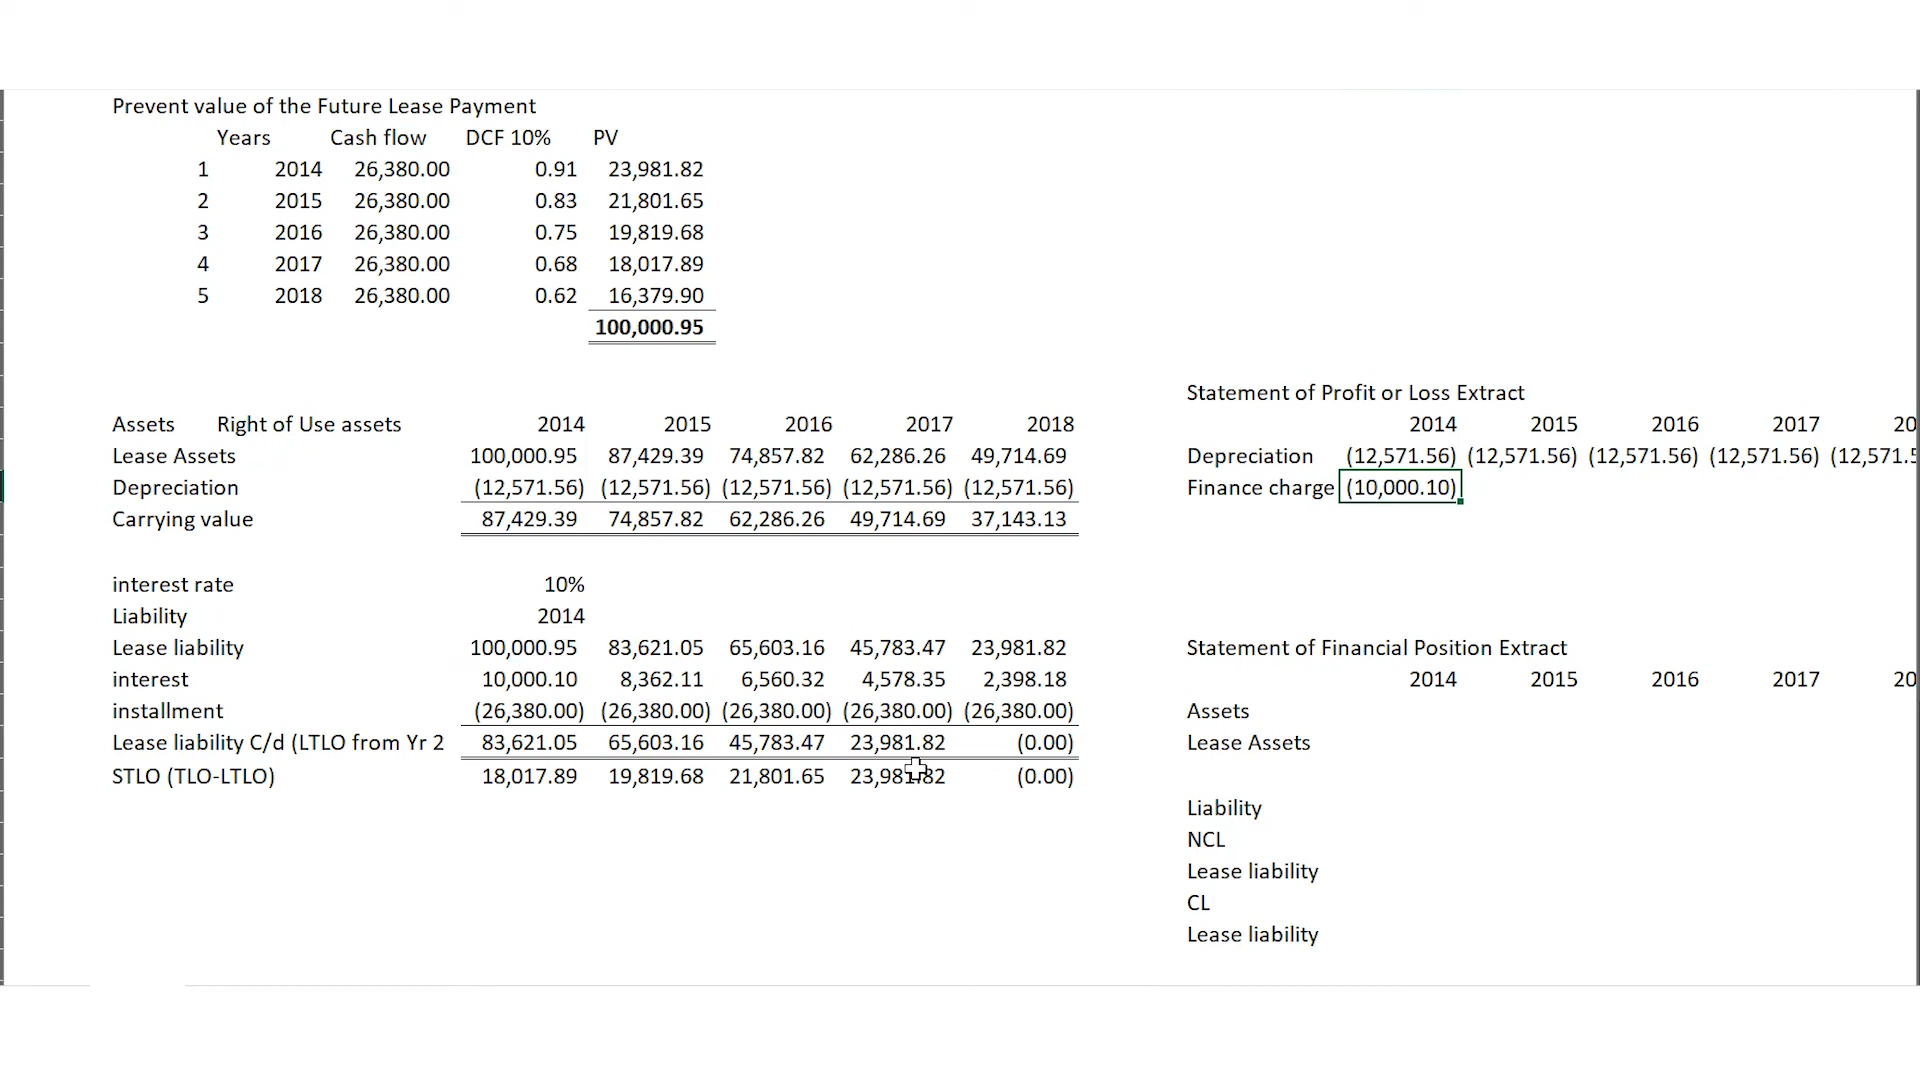 Prevent value of the Future Lease Payment
Years Cash flow DCF 10% PV
1 2014 26,380.00 0.91 23,981.82
2 2015 26,380.00 0.83 21,801.65
3 2016 26,380.00 0.75 19,819.68
4 2017 26,380.00 0.68 18,017.89
5 2018 26,380.00 0.62 16,379.90
100,000.95
Assets Right of Use assets 2014 2015 2016 2017 2018
Lease Assets 100,000.95 87,429.39 74,857.82 62,286.26 49,714.69
Depreciation (12,571.56) (12,571.56) (12,571.56) (12,571.56) (12,571.56)
Carrying value 87,429.39 74,857.82 62,286.26 49,714.69 37,143.13
interest rate 10%
Liability 2014
Lease liability 100,000.95 83,621.05 65,603.16 45,783.47 23,981.82
interest 10,000.10 8,362.11 6,560.32 4,578.35 2,398.18
installment (26,380.00) (26,380.00) (26,380.00) (26,380.00) (26,380.00)
Lease liability C/d (LTLO from Yr 2 83,621.05 65,603.16 45,783.47 23,981.82 (0.00)
STLO (TLO-LTLO) 18,017.89 19,819.68 21,801.65 23,981.82 (0.00)
Statement of Profit or Loss Extract
2014 2015 2016 2017 20
Depreciation (12,571.56) (12,571.56) (12,571.56) (12,571.56) (12,571.5
Finance charge (10,000.10)
Statement of Financial Position Extract
2014 2015 2016 2017 20
Assets
Lease Assets
Liability
NCL
Lease liability
CL
Lease liability